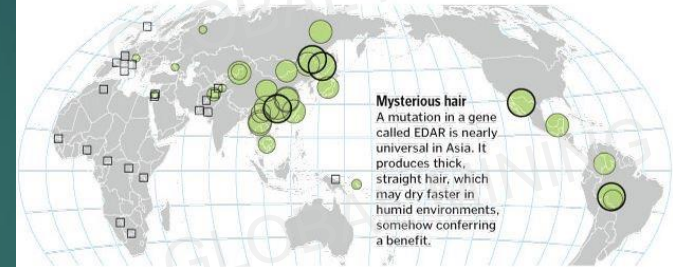 Mysterious hair
A mutation in a gene
called EDAR is nearly
universal in Asia. It
produces thick,
straight hair, which
may dry faster in
humid environments,
somehow conferring
a benefit.